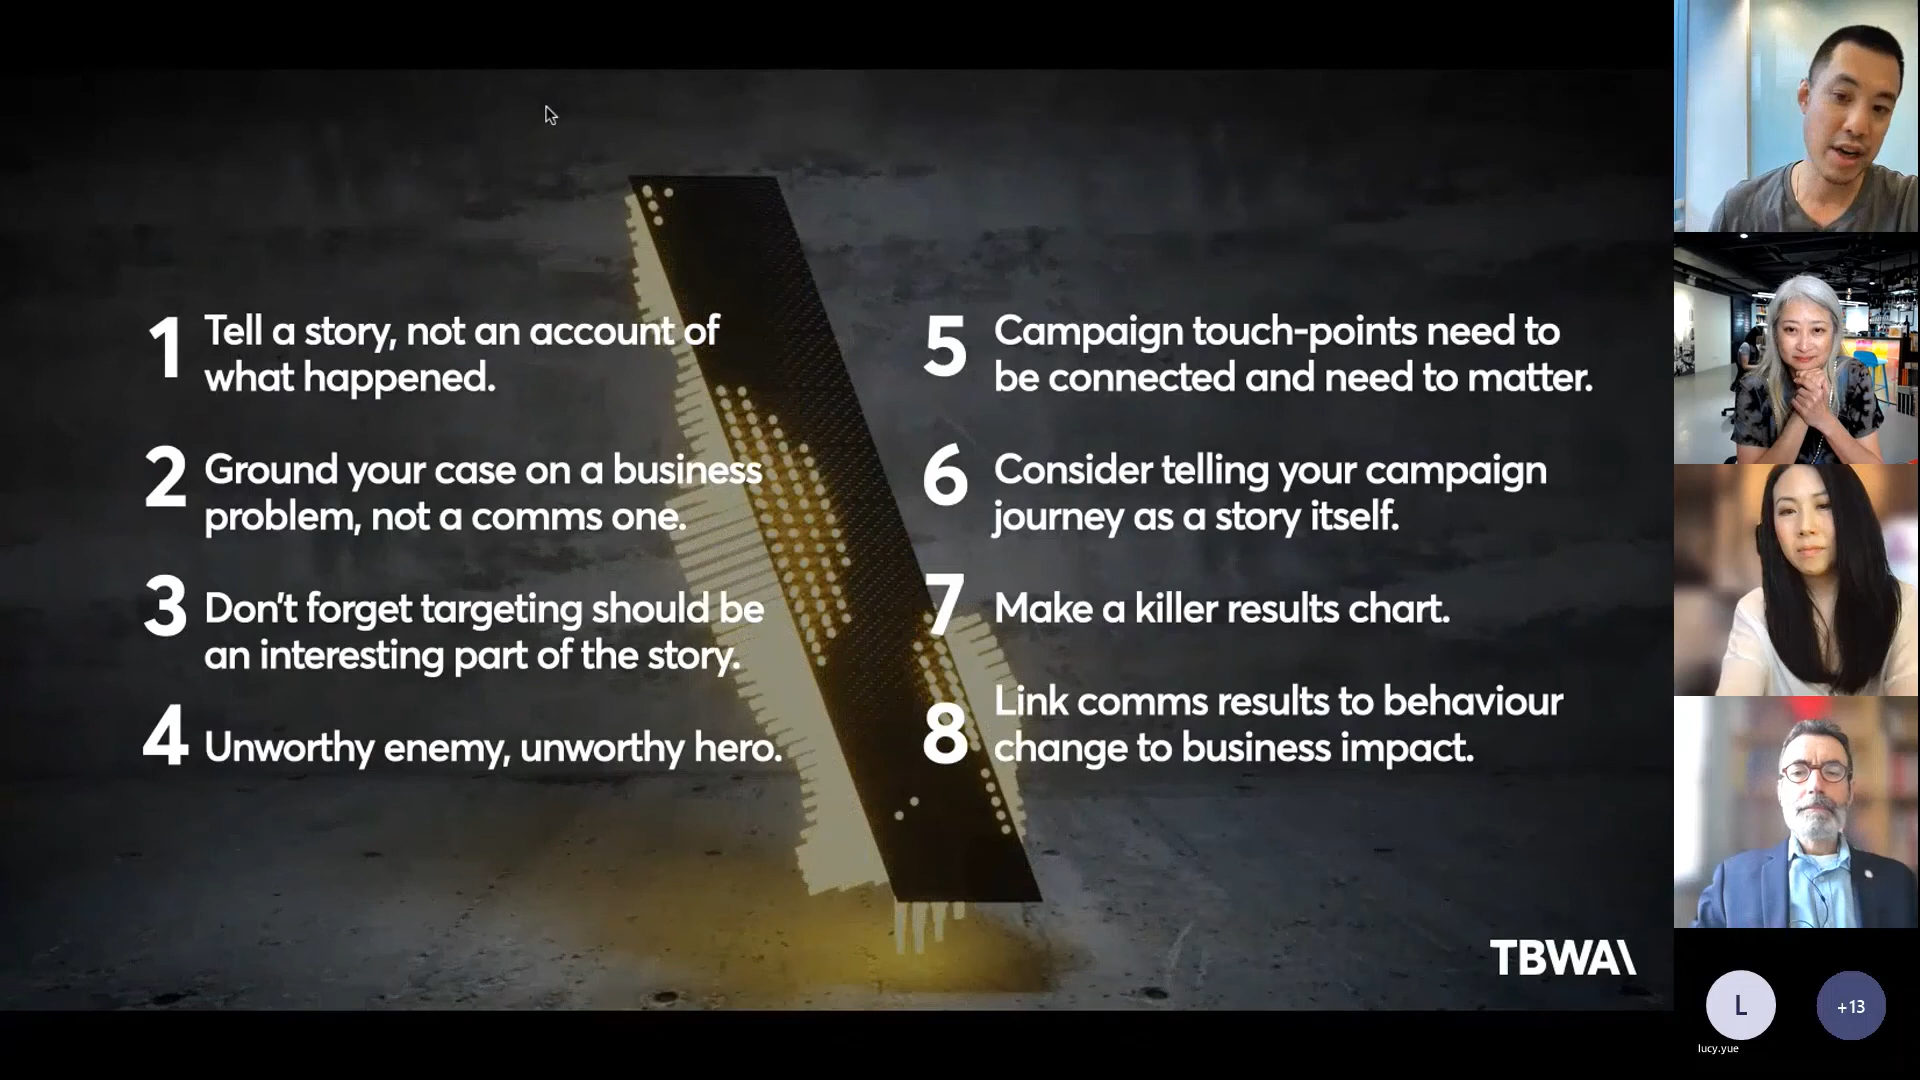 1 Tell a story, not an account of
what happened.
2 Ground your case on a business
problem, not a comms one.
3 Don't forget targeting should be
an interesting part of the story.
4 Unworthy enemy, unworthy hero.
5 Campaign touch-points need to
be connected and need to matter.
6 Consider telling your campaign
journey as a story itself.
7 Make a killer results chart.
8 Link comms results to behaviour
change to business impact.
TBWA\
L
+13
lucy.yue